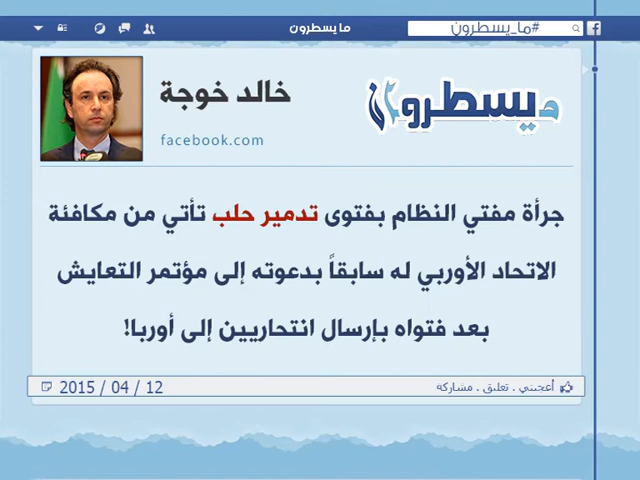 ما يسطرون
#ما_يسطرون
خالد خوجة
facebook.com
ما يسطرون
جرأة مفتي النظام بفتوى تدمير حلب تأتي من مكافئة
الاتحاد الأوربي له سابقاً بدعوته إلى مؤتمر التعايش
بعد فتواه بإرسال انتحاريين إلى أوربا!
أعجبني . تعليق . مشاركة
2015 / 04 / 12